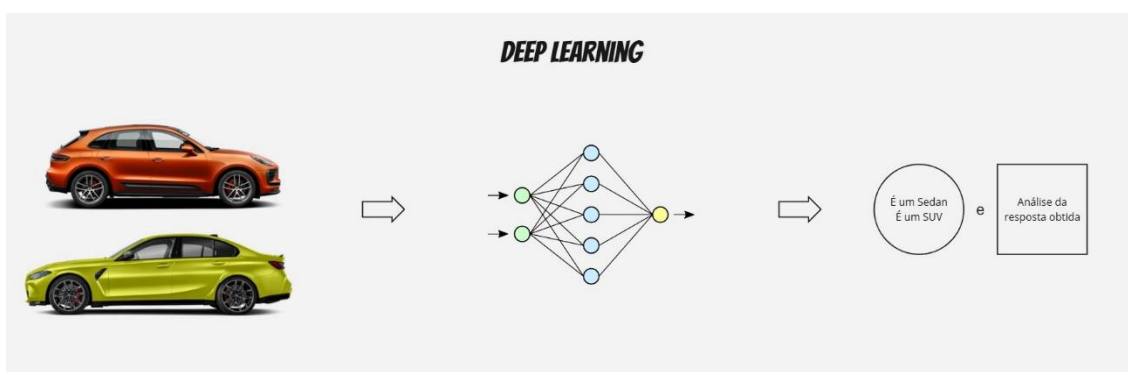 DEEP LEARNING
É um Sedan
É um SUV
e
Análise da
resposta obtida